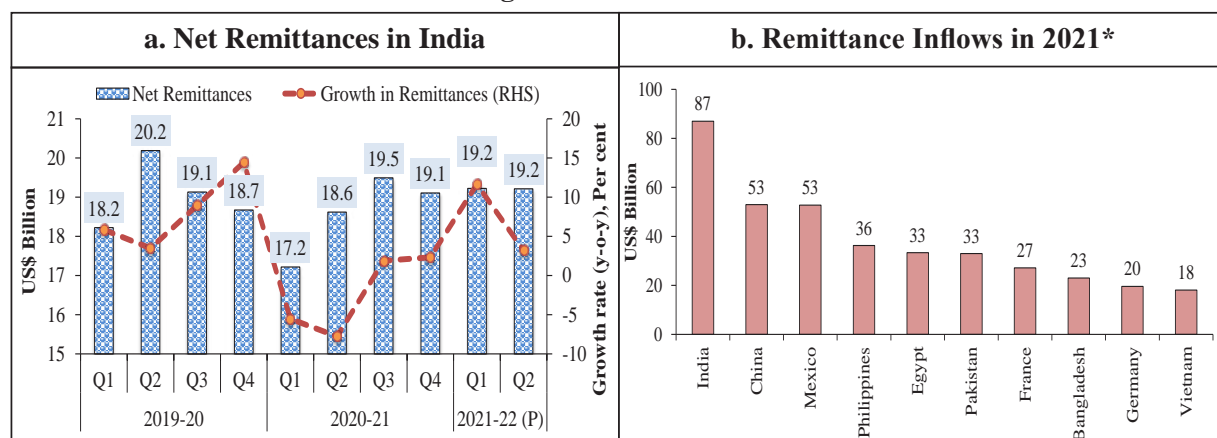 a. Net Remittances in India
Net Remittances
Growth in Remittances (RHS)
US$ Billion
21
20
19
18
17
16
15
18.2
20.2
19.1
18.7
17.2
18.6
19.5
19.1
19.2
19.2
20
15
10
5
0
-5
-10
Growth rate (y-o-y), Per cent
Q1 Q2 Q3 Q4 Q1 Q2 Q3 Q4 Q1 Q2
2019-20 2020-21 2021-22 (P)
b. Remittance Inflows in 2021*
US$ Billion
100
80
60
40
20
0
87
53
53
36
33
33
27
23
20
18
India
China
Mexico
Philippines
Egypt
Pakistan
France
Bangladesh
Germany
Vietnam